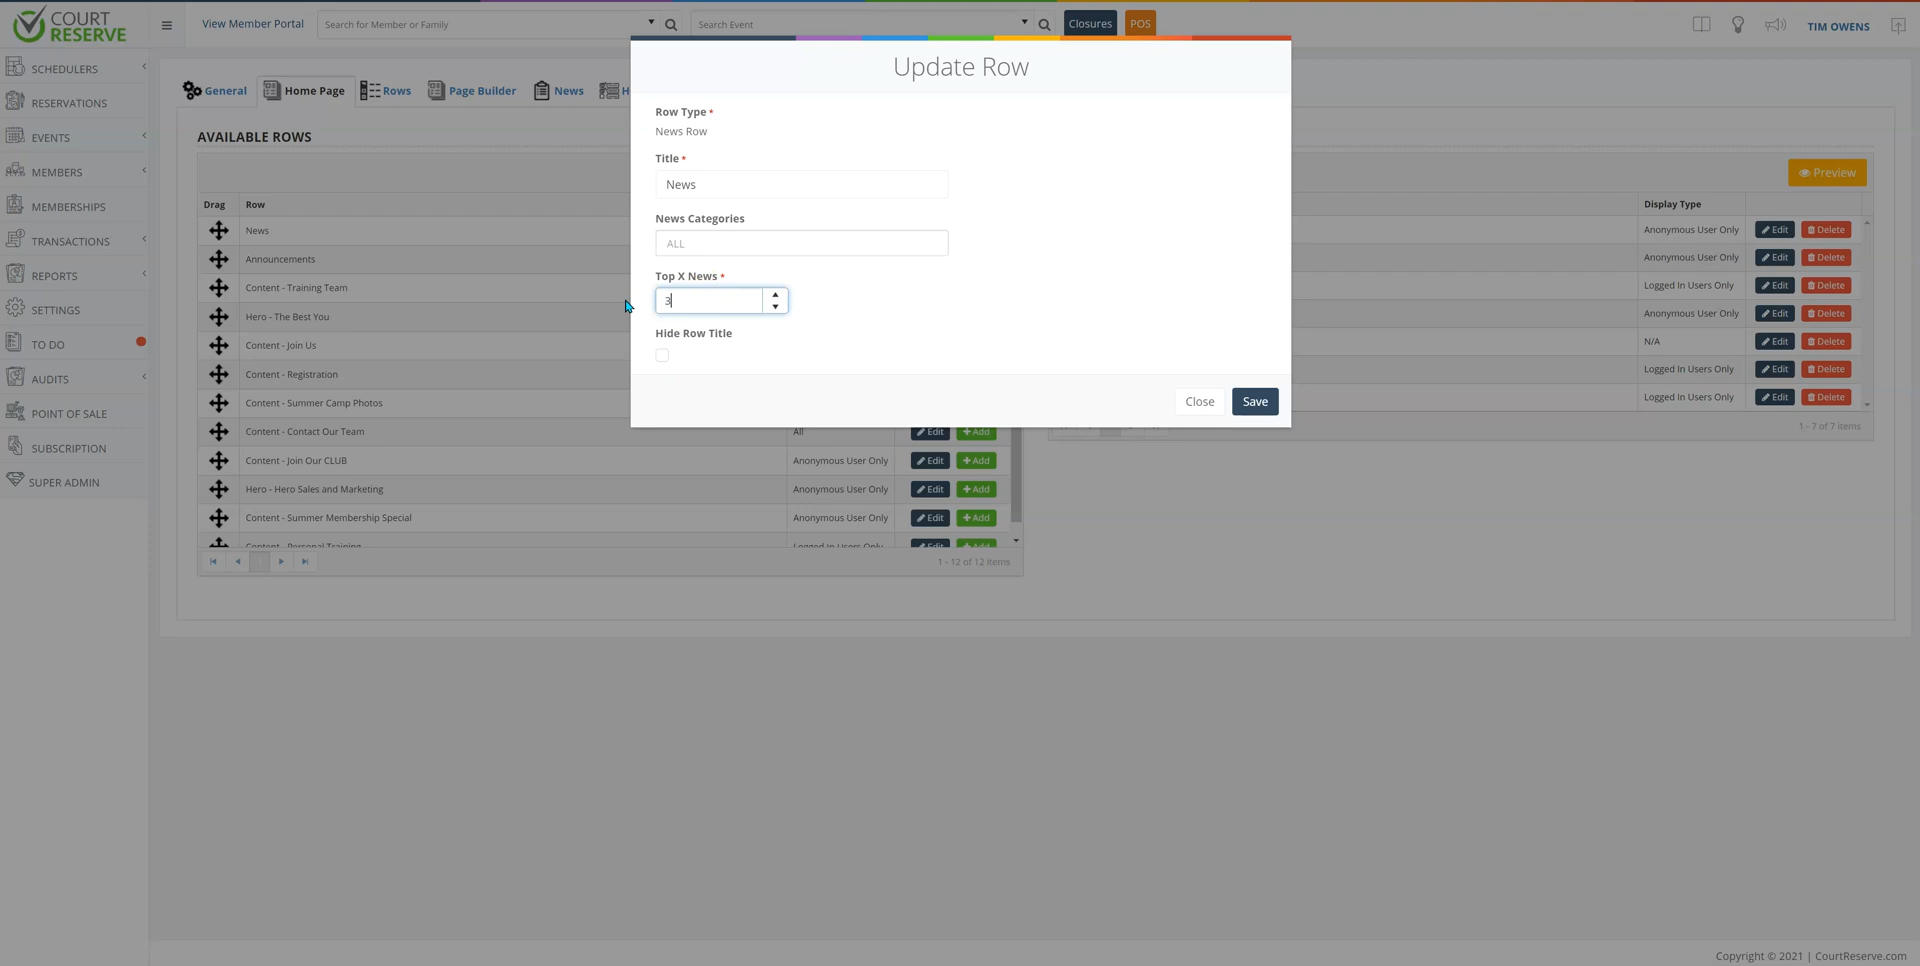 COURT
RESERVE
View Member Portal
Search for Member or Family
Search Event
Closures
POS
TIM OWENS
SCHEDULERS
RESERVATIONS
EVENTS
MEMBERS
MEMBERSHIPS
TRANSACTIONS
REPORTS
SETTINGS
TO DO
AUDITS
POINT OF SALE
SUBSCRIPTION
SUPER ADMIN
General
Home Page
Rows
Page Builder
News
H
AVAILABLE ROWS
Drag Row
News
Announcements
Content - Training Team
Hero - The Best You
Content - Join Us
Content - Registration
Content - Summer Camp Photos
Content - Contact Our Team All Edit +Add
Content - Join Our CLUB Anonymous User Only Edit +Add
Hero - Hero Sales and Marketing Anonymous User Only Edit +Add
Content - Summer Membership Special Anonymous User Only Edit +Add
Content - Personal Training Logged In Users Only Edit +Add
1 - 12 of 12 items
Update Row
Row Type *
News Row
Title *
News
News Categories
ALL
Top X News *
3
Hide Row Title
Close
Save
Preview
Display Type
Anonymous User Only Edit Delete
Anonymous User Only Edit Delete
Logged In Users Only Edit Delete
Anonymous User Only Edit Delete
N/A Edit Delete
Logged In Users Only Edit Delete
Logged In Users Only Edit Delete
1 - 7 of 7 items
Copyright © 2021 | CourtReserve.com